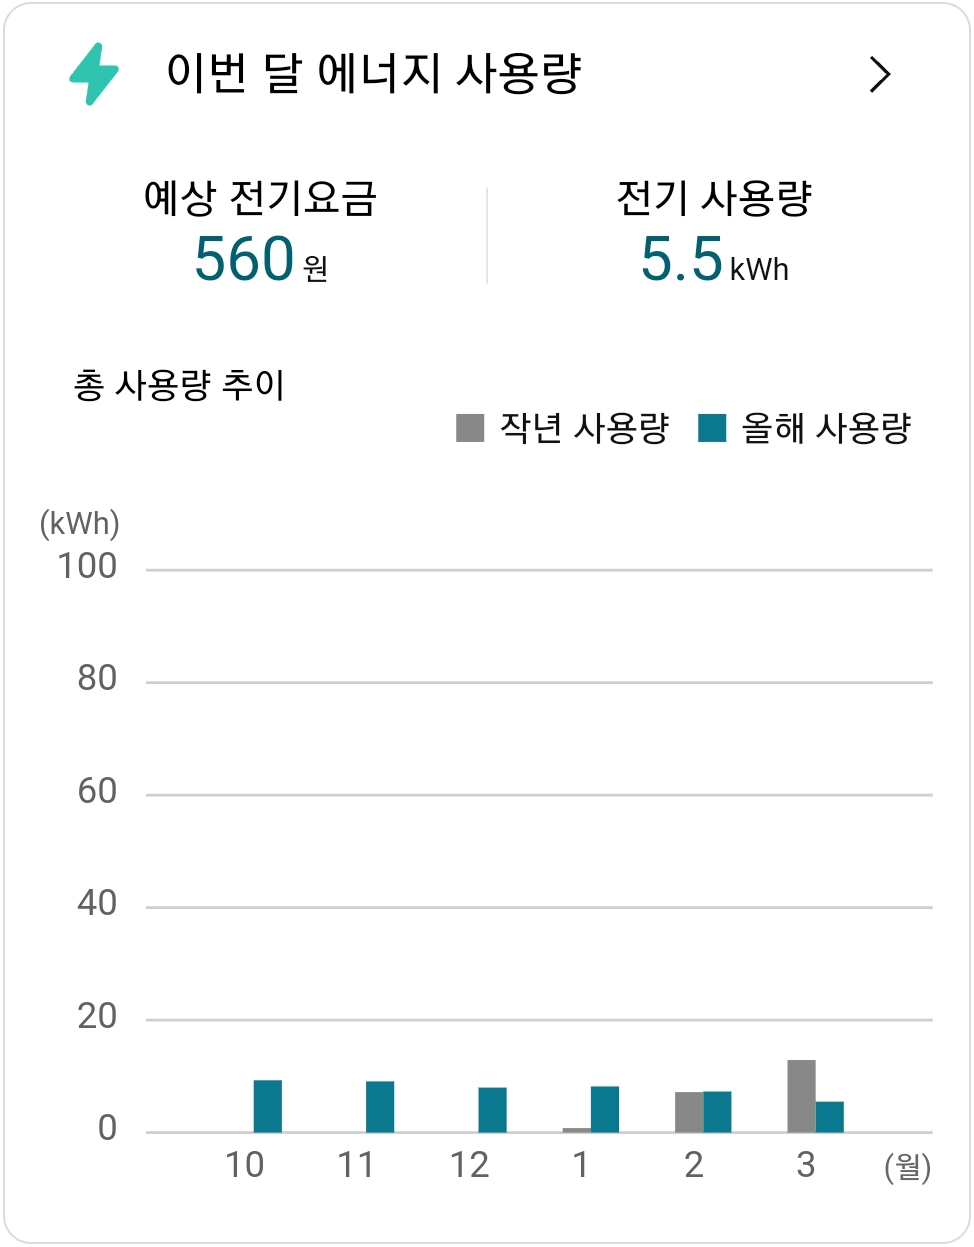 이번 달 에너지 사용량
예상 전기요금
560 원
전기 사용량
5.5 kWh
총 사용량 추이
작년 사용량 올해 사용량
(kWh)
100
80
60
40
20
0
10 11 12 1 2 3 (월)